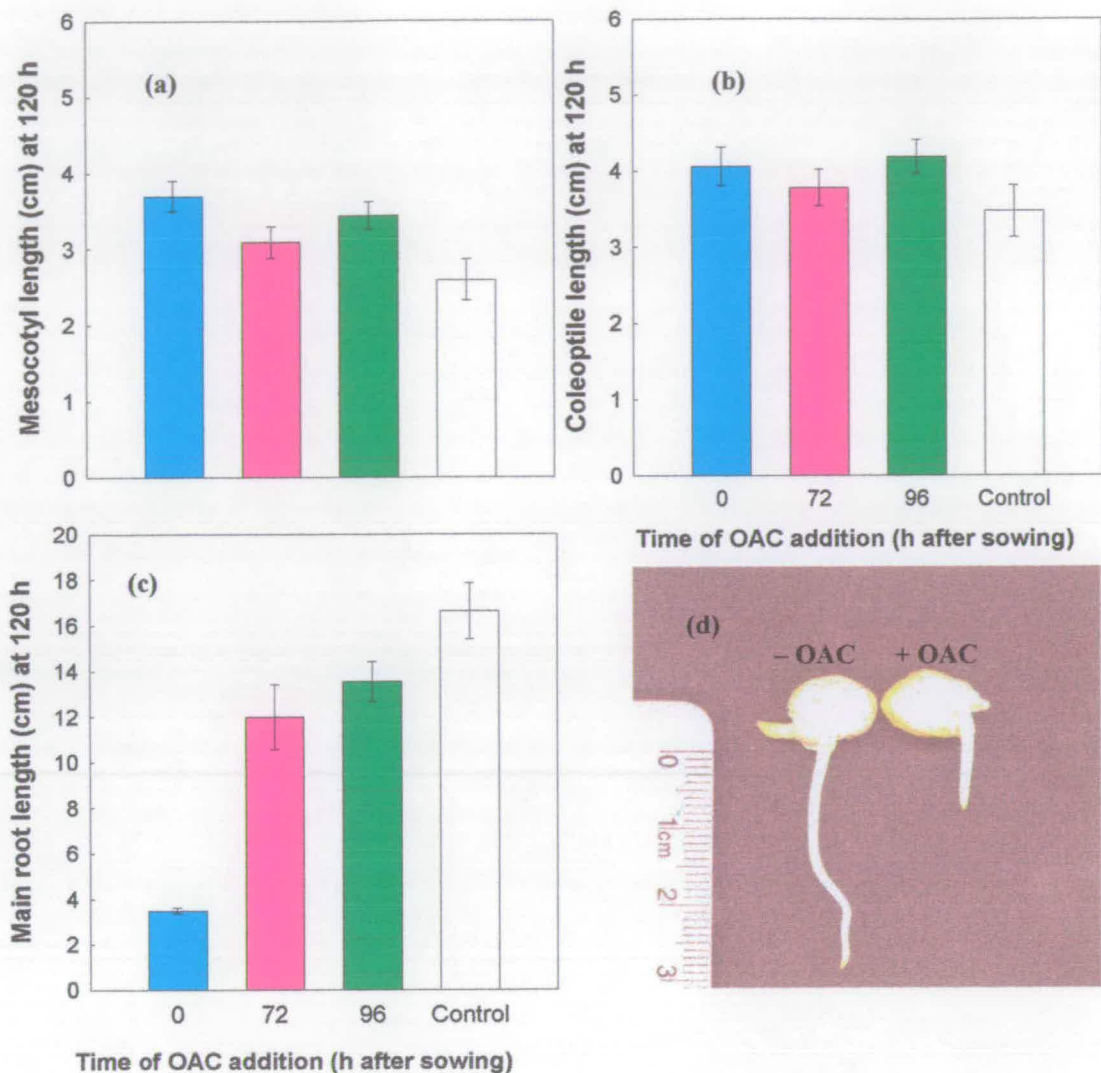 Mesocotyl length (cm) at 120 h
6
5
4
3
2
1
0
(a)
Coleoptile length (cm) at 120 h
6
5
4
3
2
1
0
(b)
0 72 96 Control
Time of OAC addition (h after sowing)
Main root length (cm) at 120 h
20
18
16
14
12
10
8
6
4
2
0
(c)
0 72 96 Control
Time of OAC addition (h after sowing)
(d)
– OAC + OAC
0
1
cm
2
3